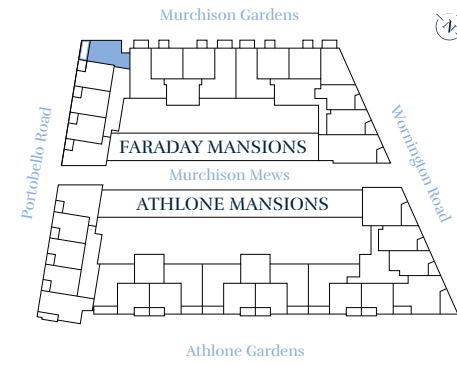 Murchison Gardens
N
Portobello Road
Wornington Road
FARADAY MANSIONS
Murchison Mews
ATHLONE MANSIONS
Athlone Gardens